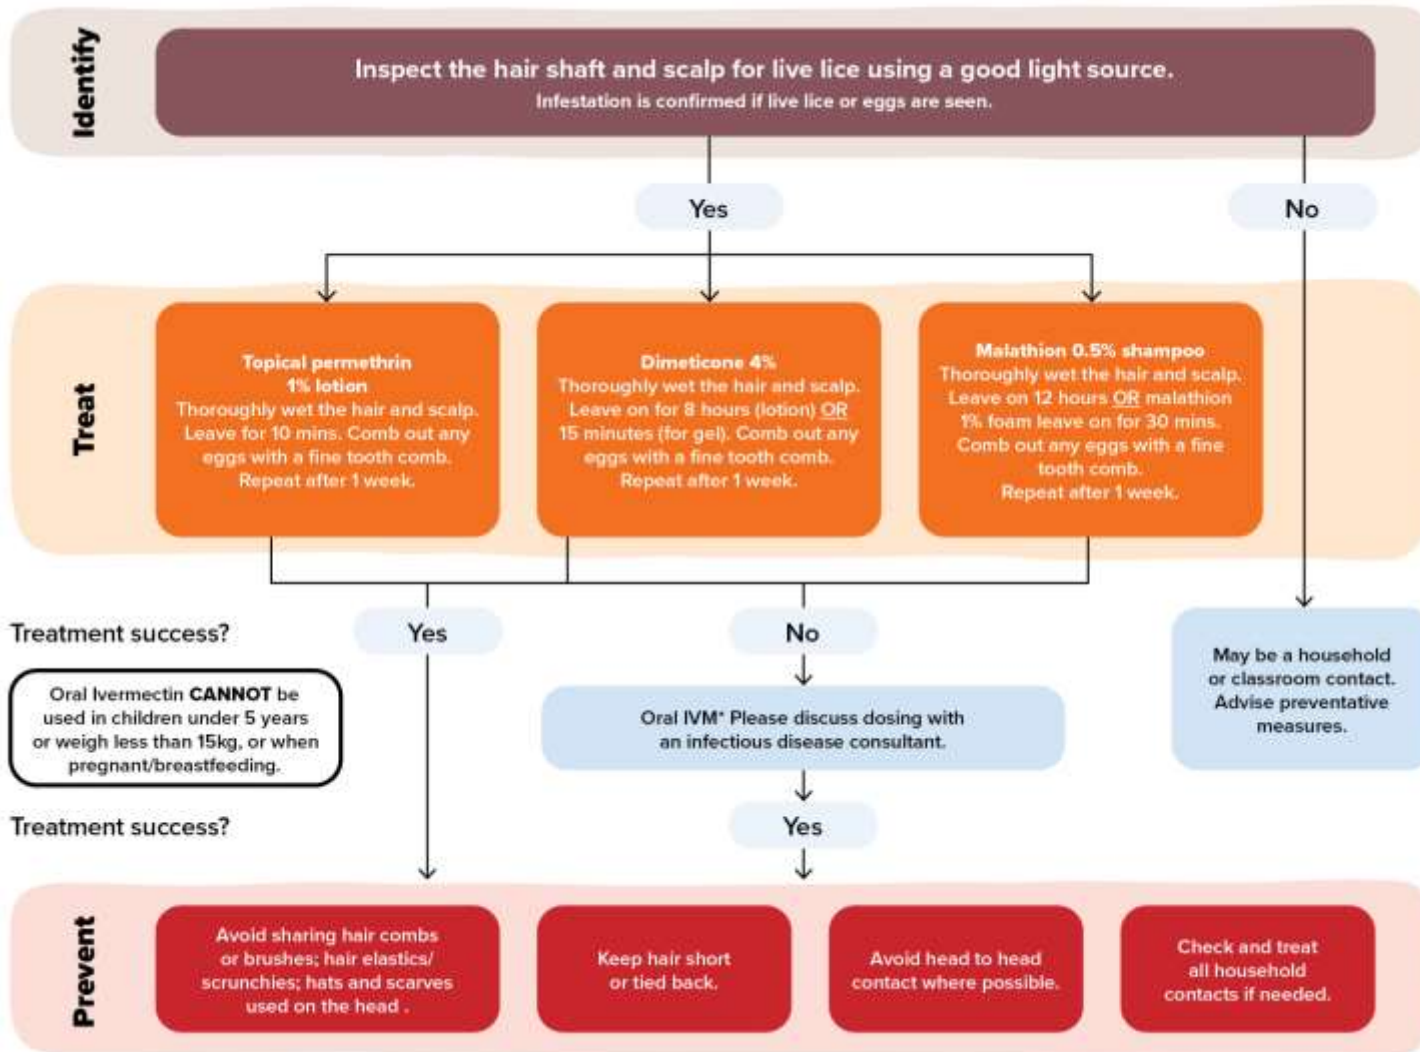 Identify
Inspect the hair shaft and scalp for live lice using a good light source.
Infestation is confirmed if live lice or eggs are seen.
Yes
No
Treat
Topical permethrin
1% lotion
Thoroughly wet the hair and scalp.
Leave for 10 mins. Comb out any
eggs with a fine tooth comb.
Repeat after 1 week.
Dimeticone 4%
Thoroughly wet the hair and scalp.
Leave on for 8 hours (lotion) OR
15 minutes (for gel). Comb out any
eggs with a fine tooth comb.
Repeat after 1 week.
Malathion 0.5% shampoo
Thoroughly wet the hair and scalp.
Leave on 12 hours OR malathion
1% foam leave on for 30 mins.
Comb out any eggs with a fine
tooth comb.
Repeat after 1 week.
Treatment success?
Yes
No
May be a household
or classroom contact.
Advise preventative
measures.
Oral Ivermectin CANNOT be
used in children under 5 years
or weigh less than 15kg, or when
pregnant/breastfeeding.
Oral IVM* Please discuss dosing with
an infectious disease consultant.
Treatment success?
Yes
Prevent
Avoid sharing hair combs
or brushes; hair elastics/
scrunchies; hats and scarves
used on the head .
Keep hair short
or tied back.
Avoid head to head
contact where possible.
Check and treat
all household
contacts if needed.